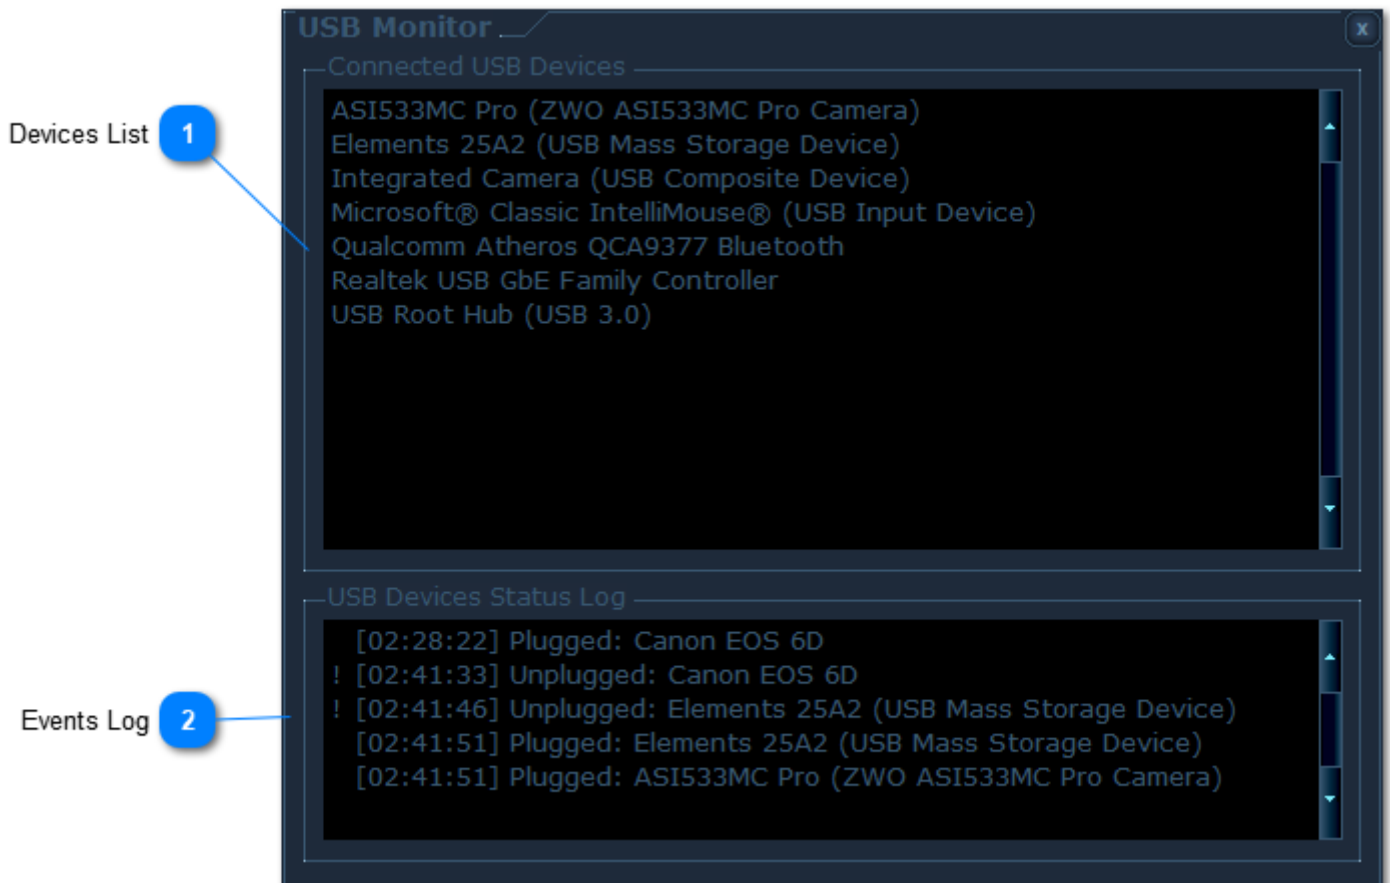 USB Monitor
x
Connected USB Devices
Devices List 1
ASI533MC Pro (ZWO ASI533MC Pro Camera)
Elements 25A2 (USB Mass Storage Device)
Integrated Camera (USB Composite Device)
Microsoft® Classic IntelliMouse® (USB Input Device)
Qualcomm Atheros QCA9377 Bluetooth
Realtek USB GbE Family Controller
USB Root Hub (USB 3.0)
USB Devices Status Log
Events Log 2
[02:28:22] Plugged: Canon EOS 6D
! [02:41:33] Unplugged: Canon EOS 6D
! [02:41:46] Unplugged: Elements 25A2 (USB Mass Storage Device)
[02:41:51] Plugged: Elements 25A2 (USB Mass Storage Device)
[02:41:51] Plugged: ASI533MC Pro (ZWO ASI533MC Pro Camera)